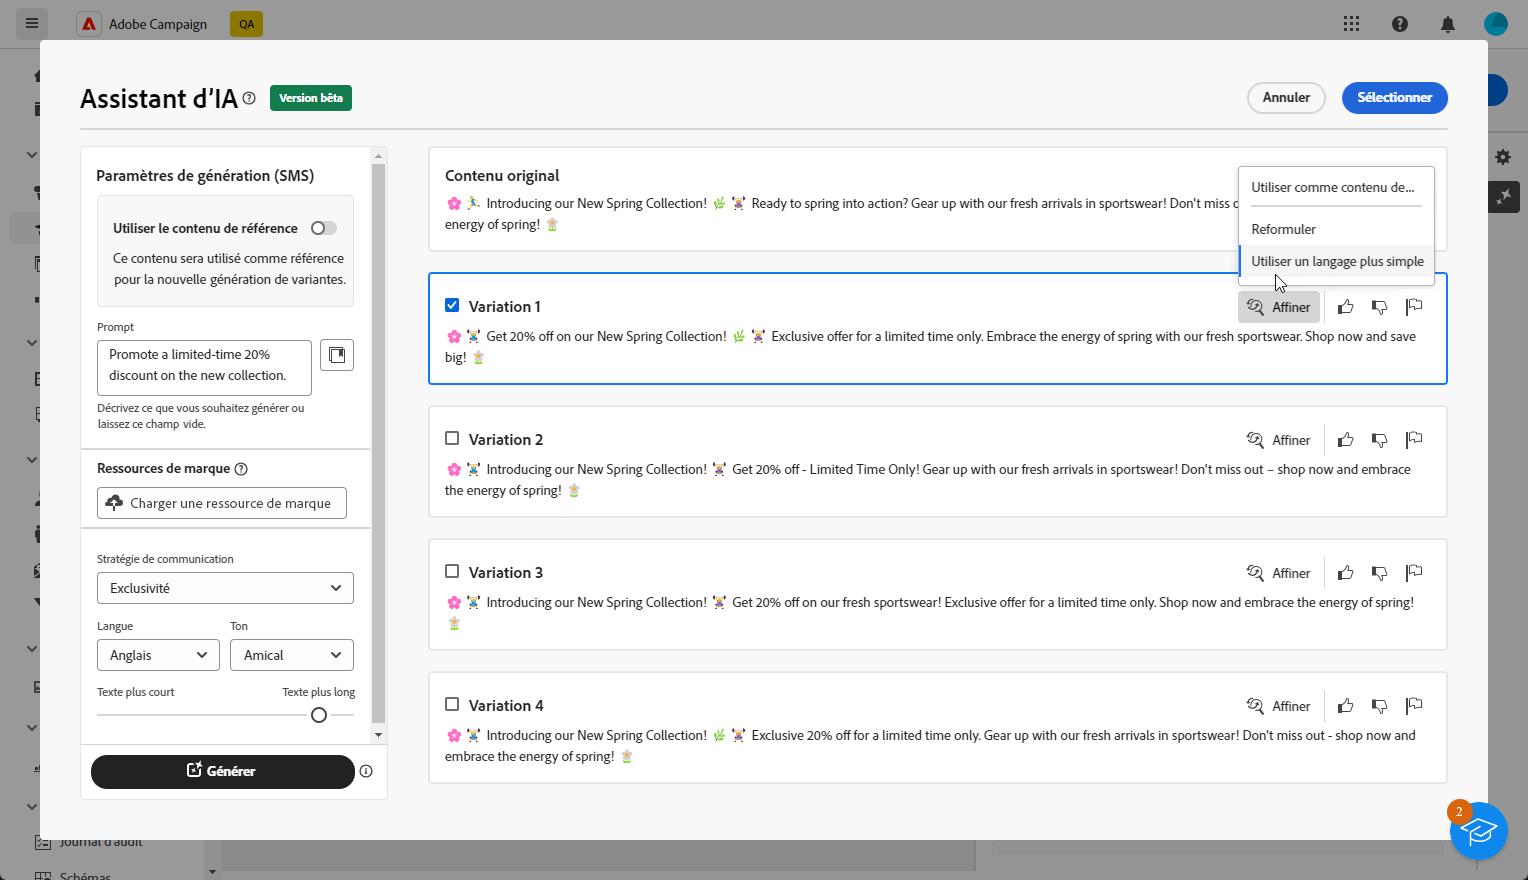 Adobe Campaign
QA
Assistant d’IA
Version bêta
Annuler
Sélectionner
Paramètres de génération (SMS)
Utiliser le contenu de référence
Ce contenu sera utilisé comme référence
pour la nouvelle génération de variantes.
Prompt
Promote a limited-time 20%
discount on the new collection.
Décrivez ce que vous souhaitez générer ou
laissez ce champ vide.
Ressources de marque
Charger une ressource de marque
Stratégie de communication
Exclusivité
Langue
Ton
Anglais
Amical
Texte plus court
Texte plus long
Générer
Contenu original
🌸 🏃 Introducing our New Spring Collection! 🌿 🏋️‍♀️ Ready to spring into action? Gear up with our fresh arrivals in sportswear! Don't miss
energy of spring! 🌼
Utiliser comme contenu de...
Reformuler
Utiliser un langage plus simple
Variation 1
Affiner
🌸 🏋️ Get 20% off on our New Spring Collection! 🌿 🏋️‍♀️ Exclusive offer for a limited time only. Embrace the energy of spring with our fresh sportswear. Shop now and save
big! 🌼
Variation 2
Affiner
🌸 🏋️ Introducing our New Spring Collection! 🏋️‍♀️ Get 20% off - Limited Time Only! Gear up with our fresh arrivals in sportswear! Don't miss out – shop now and embrace
the energy of spring! 🌼
Variation 3
Affiner
🌸 🏋️ Introducing our New Spring Collection! 🏋️‍♀️ Get 20% off on our fresh sportswear! Exclusive offer for a limited time only. Shop now and embrace the energy of spring!
🌼
Variation 4
Affiner
🌸 🏋️ Introducing our New Spring Collection! 🌿 🏋️‍♀️ Exclusive 20% off for a limited time only. Gear up with our fresh arrivals in sportswear! Don't miss out - shop now and
embrace the energy of spring! 🌼
2
Journal d'audit
Schémas